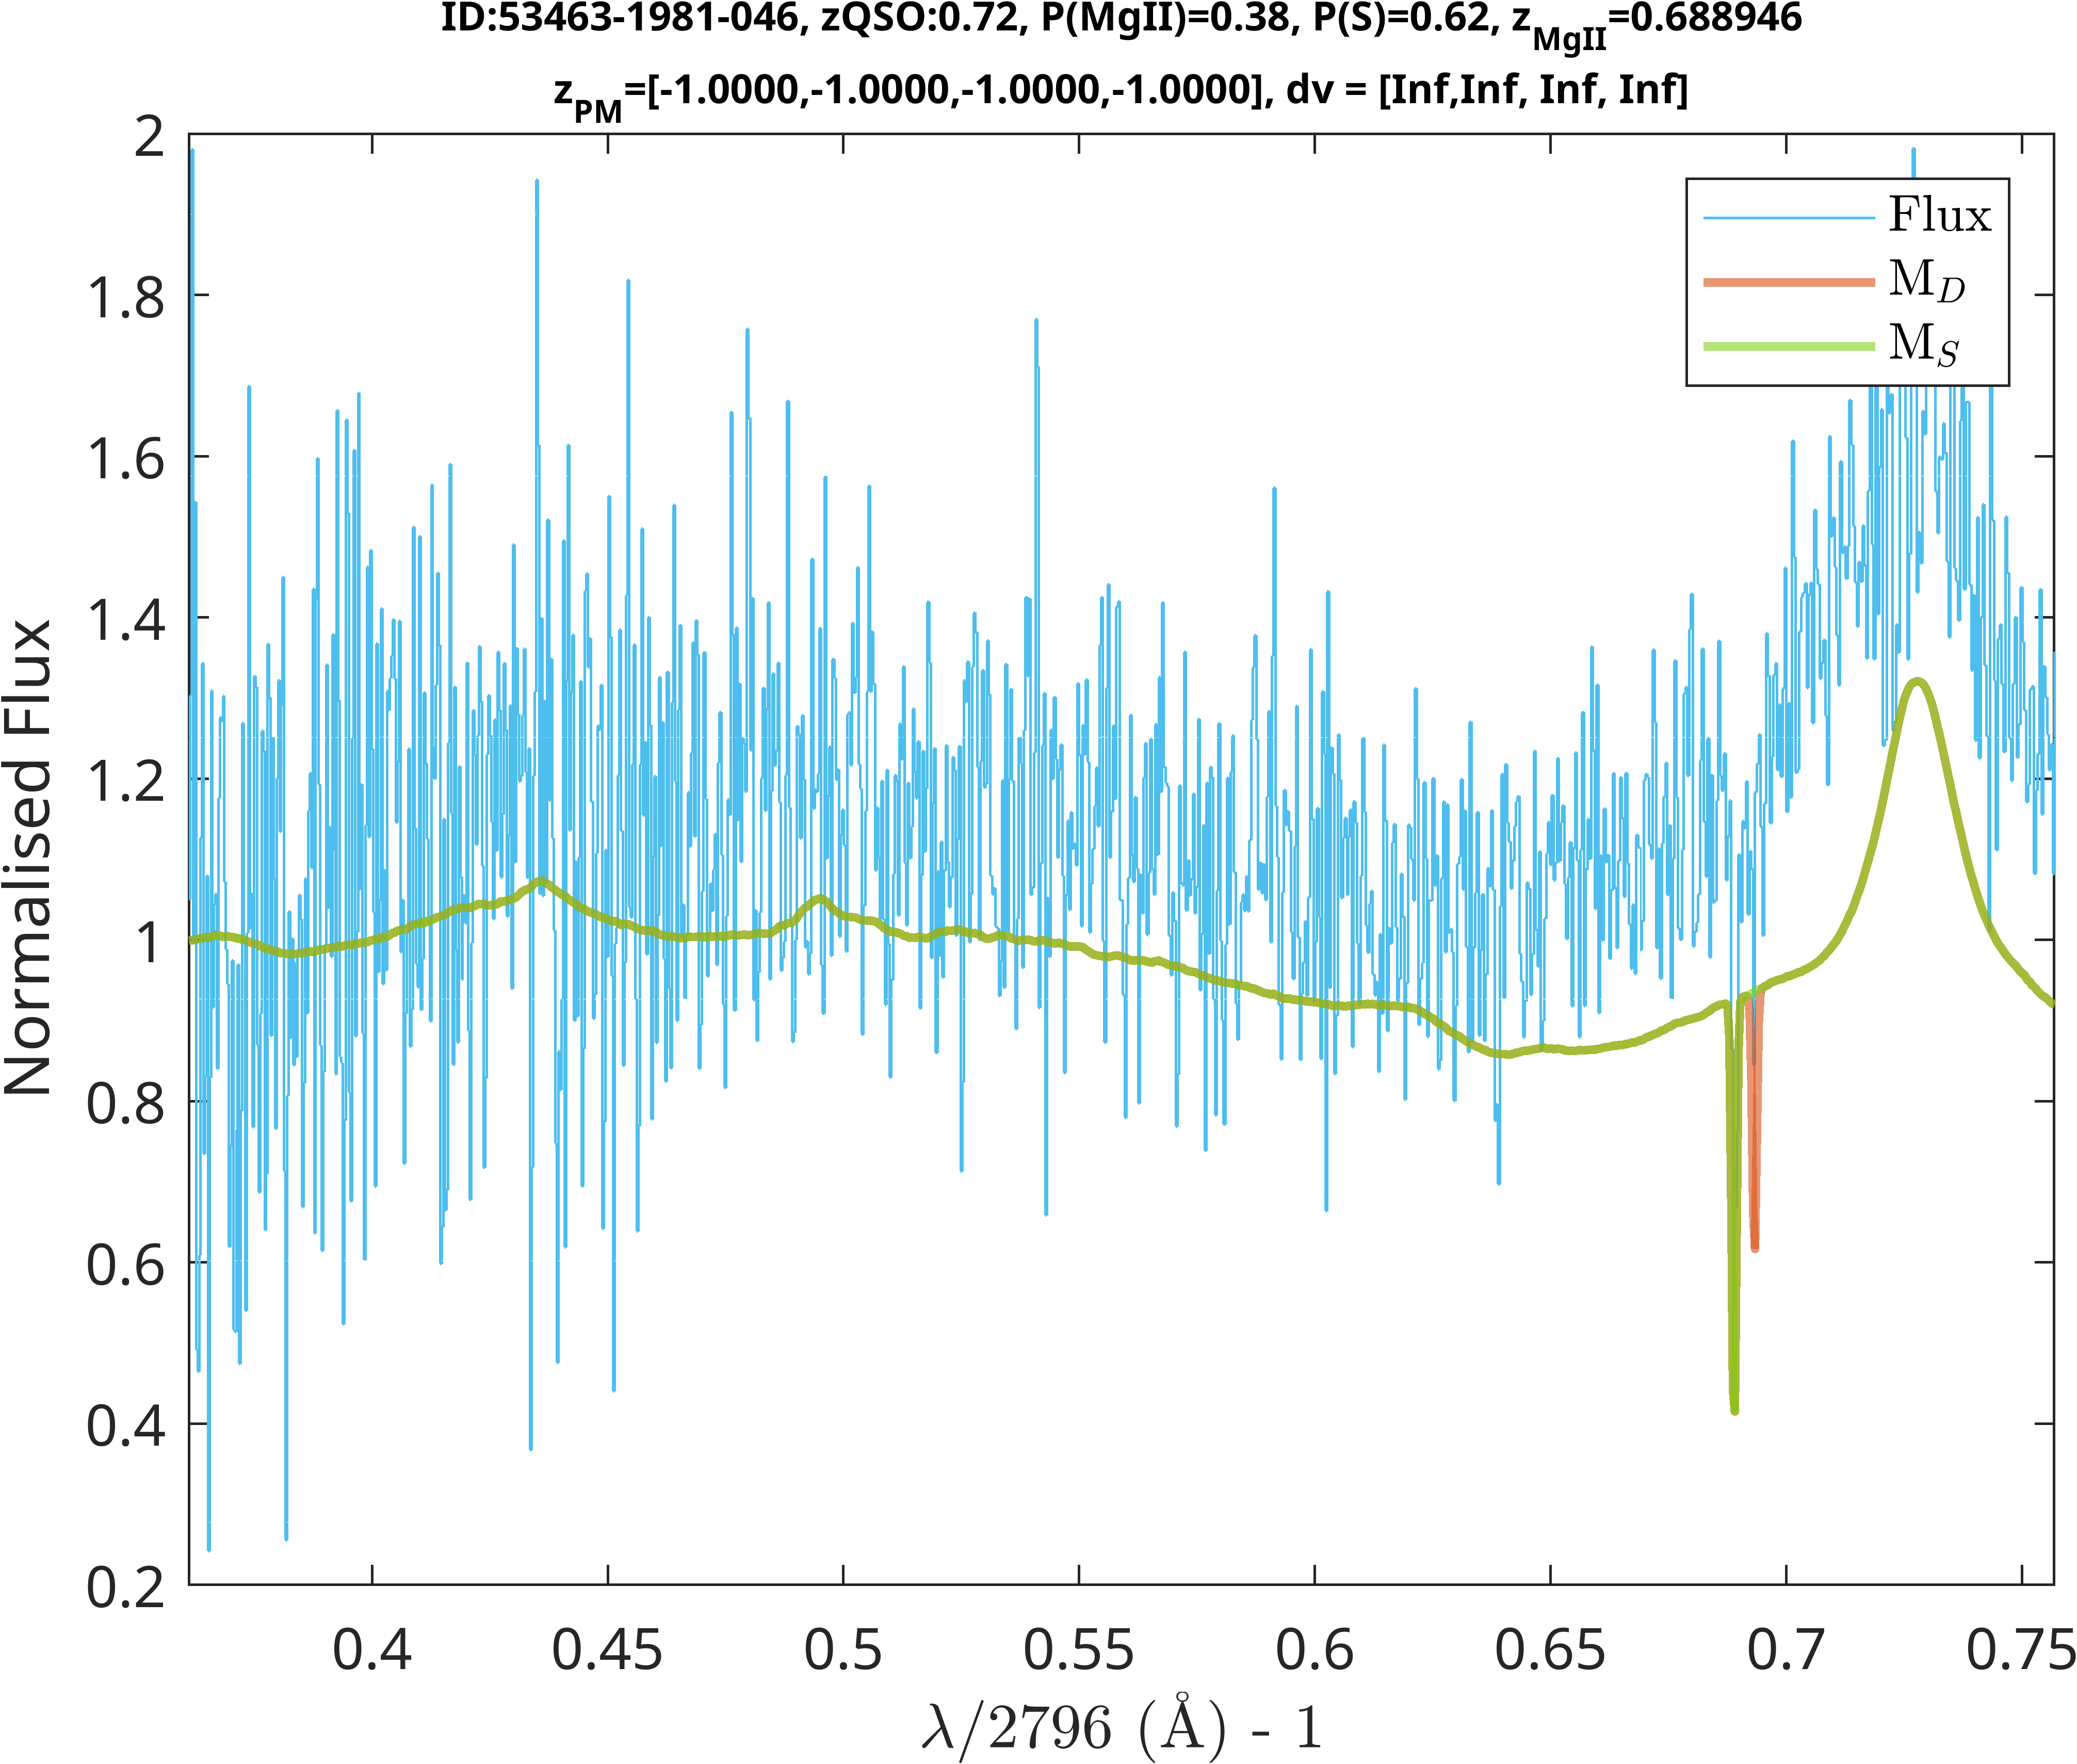 ID:53463-1981-046, zQSO:0.72, P(MgII)=0.38, P(S)=0.62, zMgII=0.688946
zPM=[-1.0000,-1.0000,-1.0000,-1.0000], dv = [Inf,Inf, Inf, Inf]
2
1.8
1.6
1.4
1.2
1
0.8
0.6
0.4
0.2
Normalised Flux
Flux
MD
MS
0.4 0.45 0.5 0.55 0.6 0.65 0.7 0.75
λ/2796 (Å) - 1